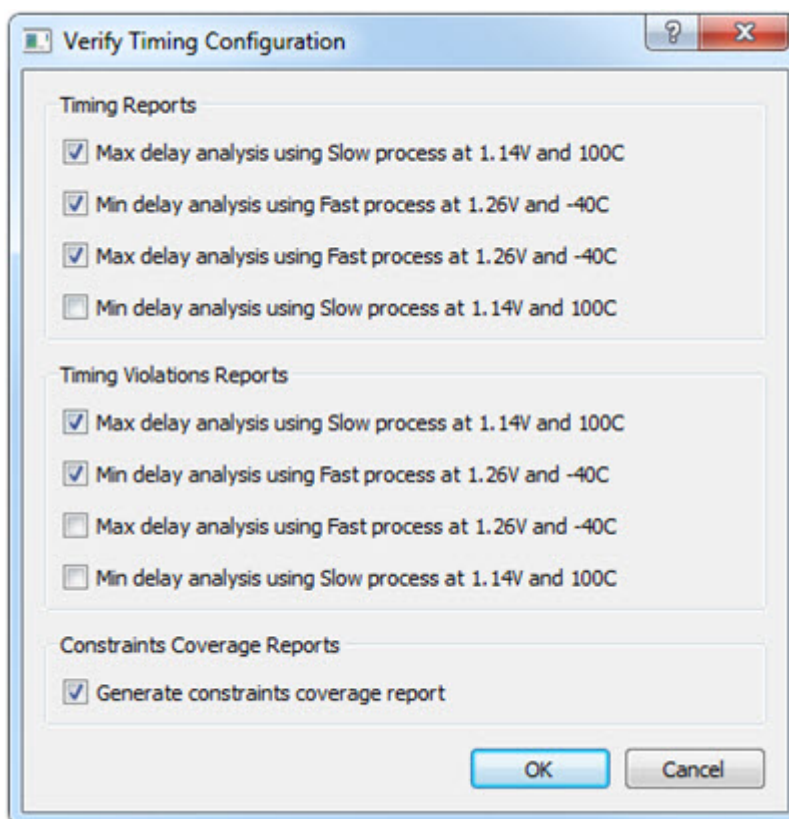 Verify Timing Configuration
?
Timing Reports
Max delay analysis using Slow process at 1.14V and 100C
Min delay analysis using Fast process at 1.26V and -40C
Max delay analysis using Fast process at 1.26V and -40C
Min delay analysis using Slow process at 1.14V and 100C
Timing Violations Reports
Max delay analysis using Slow process at 1.14V and 100C
Min delay analysis using Fast process at 1.26V and -40C
Max delay analysis using Fast process at 1.26V and -40C
Min delay analysis using Slow process at 1.14V and 100C
Constraints Coverage Reports
Generate constraints coverage report
OK Cancel